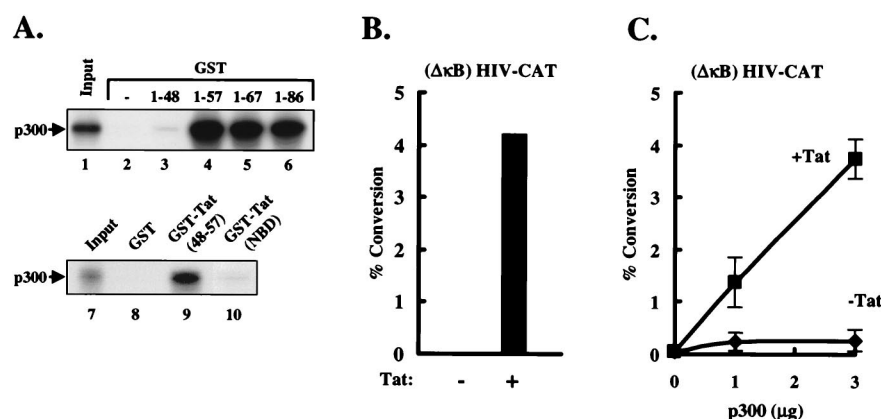 A.
GST
Input
- 1-48 1-57 1-67 1-86
p300
1 2 3 4 5 6
Input GST GST-Tat (48-57) GST-Tat (NBD)
p300
7 8 9 10
B.
(ΔκB) HIV-CAT
% Conversion
5
4
3
2
1
0
Tat: - +
C.
(ΔκB) HIV-CAT
% Conversion
5
4
3
2
1
0
+Tat
-Tat
0 1 2 3
p300 (μg)